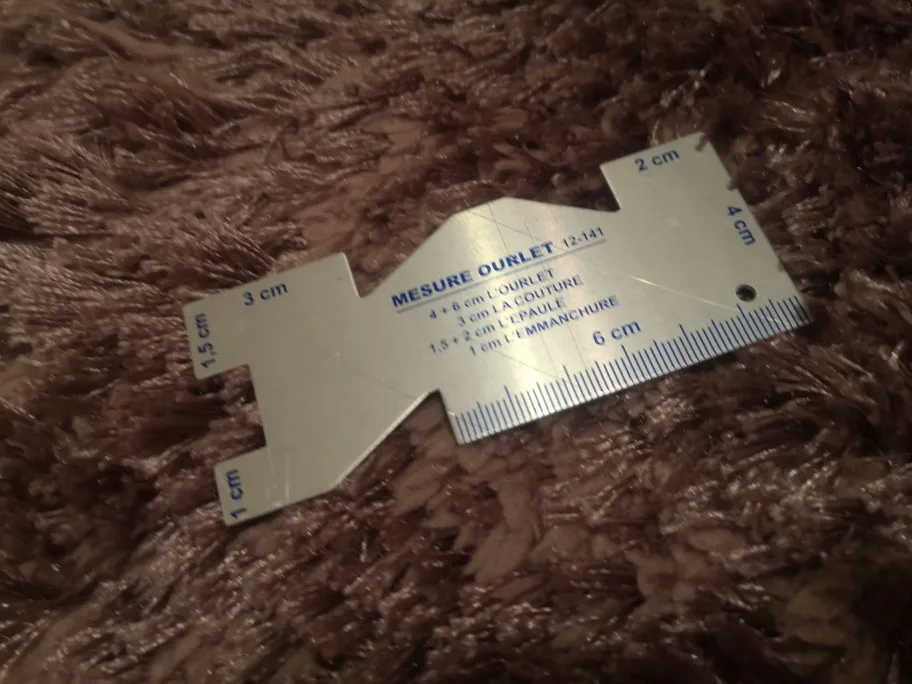 2 cm
4 cm
3 cm
1,5 cm
1 cm
MESURE OURLET 12-141
4 + 6 cm L'OURLET
3 cm LA COUTURE
1,5 + 2 cm L'EPAULE
1 cm L'EMMANCHURE
6 cm